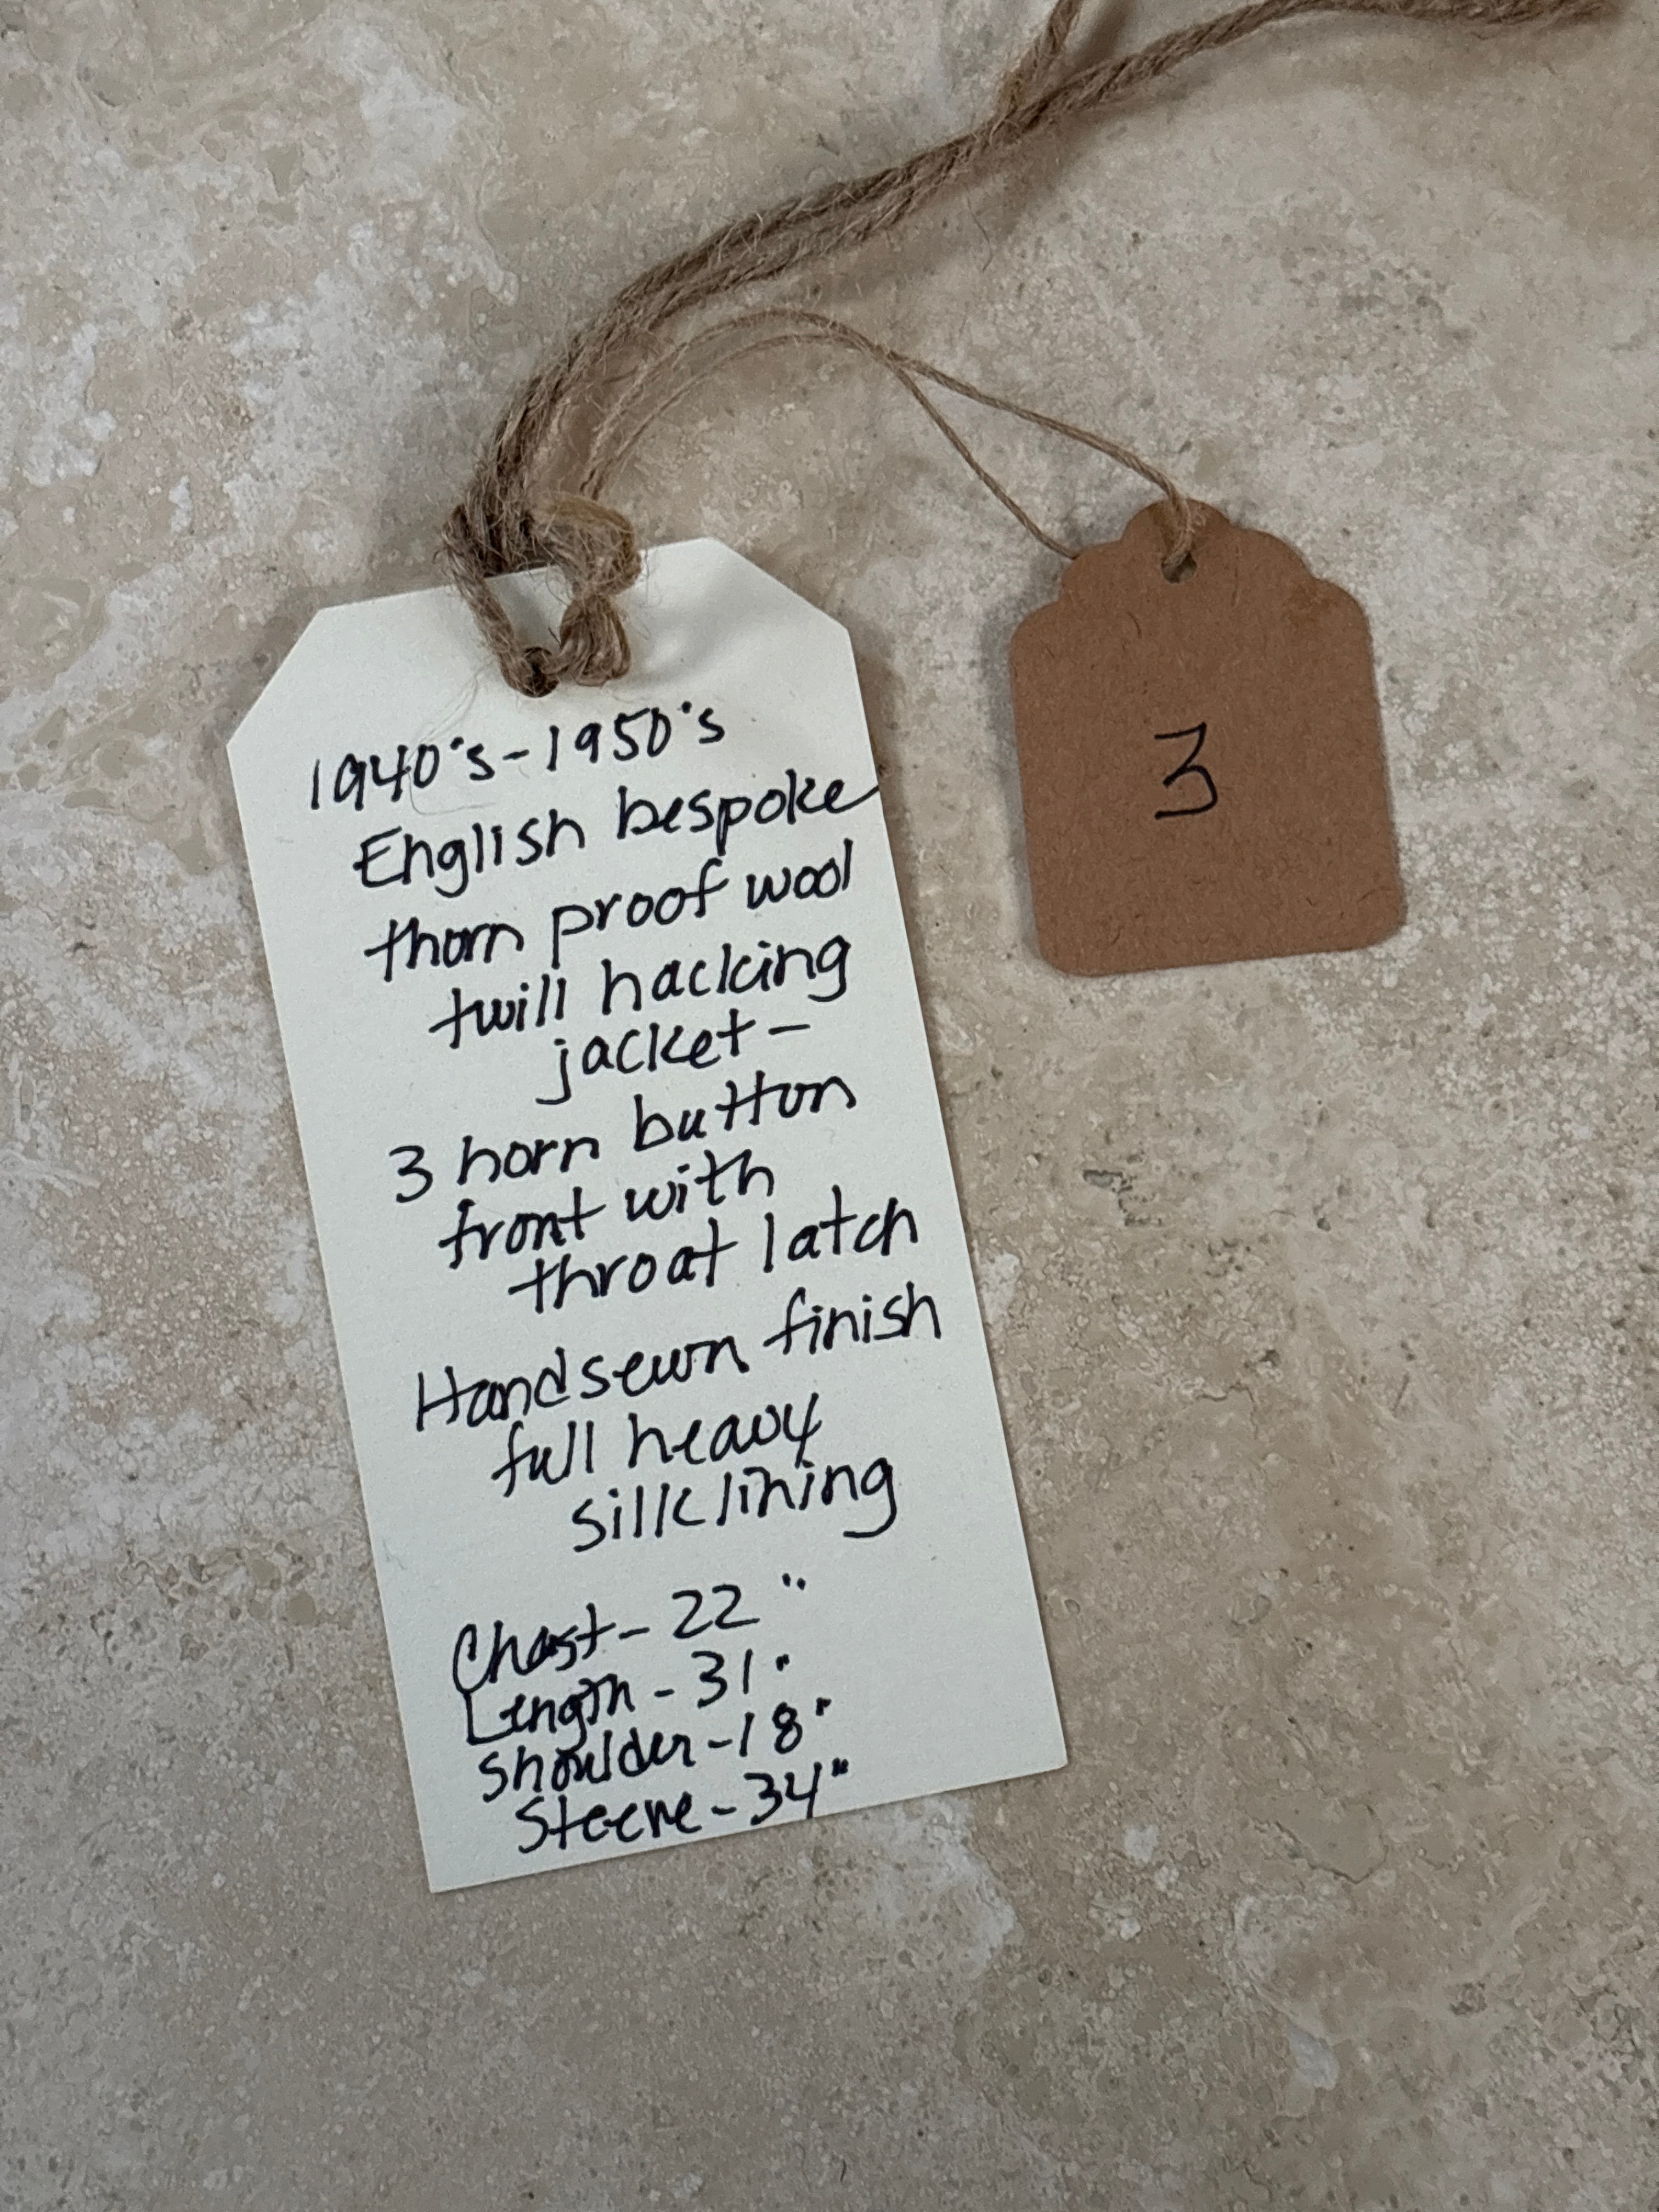 1940's - 1950's
English bespoke
thorn proof wool
twill hacking
jacket -
3 horn button
front with
throat latch
Handsewn finish
full heavy
silk lining
Chest - 22 "
Length - 31"
Shoulder - 18"
Sleeve - 34"
3